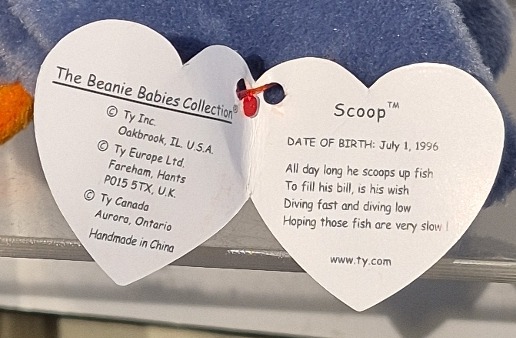 The Beanie Babies Collection®
© Ty Inc.
Oakbrook, IL. U.S.A.
© Ty Europe Ltd.
Fareham, Hants
PO15 5TX, U.K.
© Ty Canada
Aurora, Ontario
Handmade in China
Scoop™
DATE OF BIRTH: July 1, 1996
All day long he scoops up fish
To fill his bill, is his wish
Diving fast and diving low
Hoping those fish are very slow !
www.ty.com